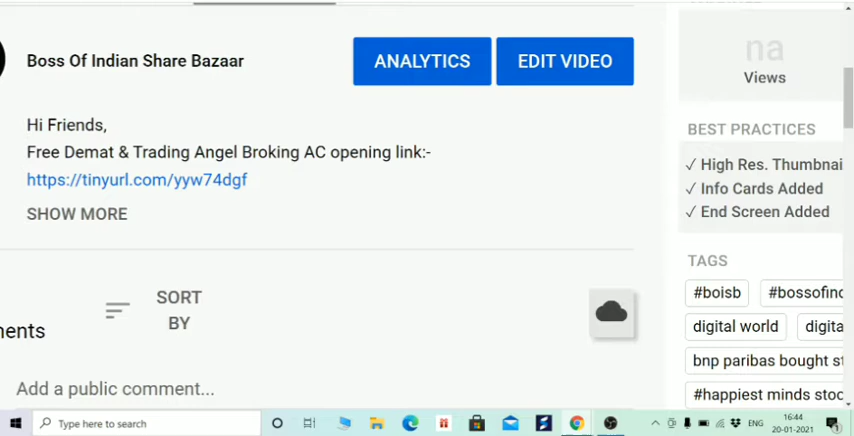 Boss Of Indian Share Bazaar
ANALYTICS
EDIT VIDEO
Hi Friends,
Free Demat & Trading Angel Broking AC opening link:-
https://tinyurl.com/yyw74dgf
SHOW MORE
SORT
BY
ments
Add a public comment...
na
Views
BEST PRACTICES
✓ High Res. Thumbnai
✓ Info Cards Added
✓ End Screen Added
TAGS
#boisb
#bossofind
digital world
digita
bnp paribas bought st
#happiest minds stoc
Type here to search
ENG
16:44
20-01-2021
1